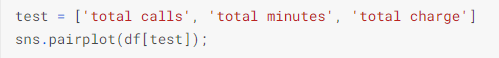 test = ['total calls', 'total minutes', 'total charge']
sns.pairplot(df[test]);